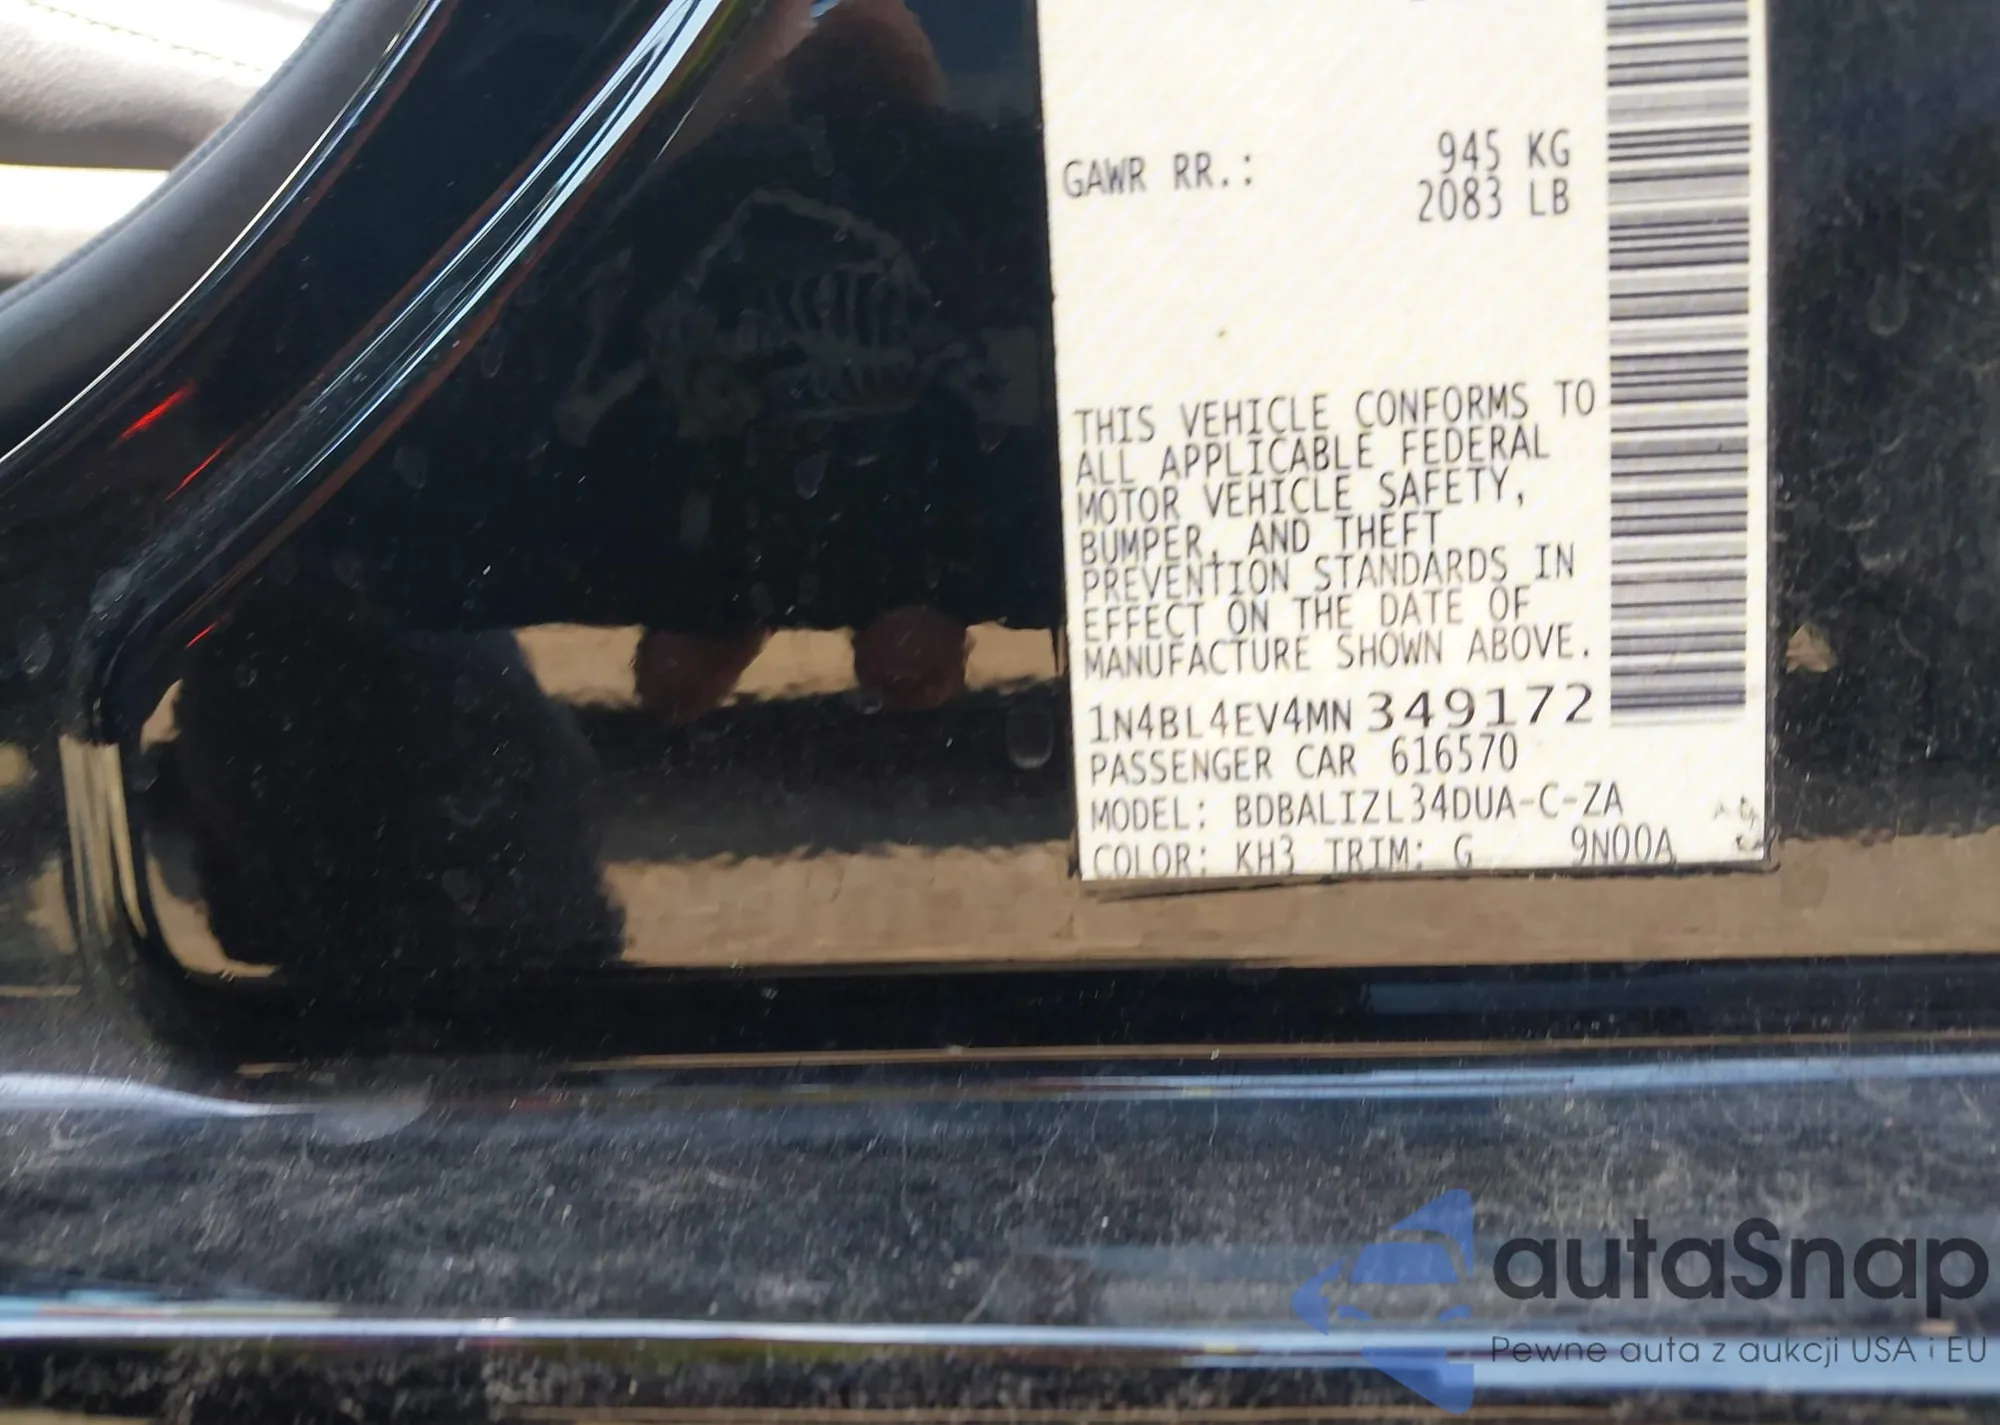 GAWR RR.: 945 KG
2083 LB
THIS VEHICLE CONFORMS TO
ALL APPLICABLE FEDERAL
MOTOR VEHICLE SAFETY,
BUMPER, AND THEFT
PREVENTION STANDARDS IN
EFFECT ON THE DATE OF
MANUFACTURE SHOWN ABOVE.
1N4BL4EV4MN349172
PASSENGER CAR 616570
MODEL: BDBALIZL34DUA-C-ZA
COLOR: KH3 TRIM: G 9N00A
autaSnap
Pewne auta z aukcji USA i EU